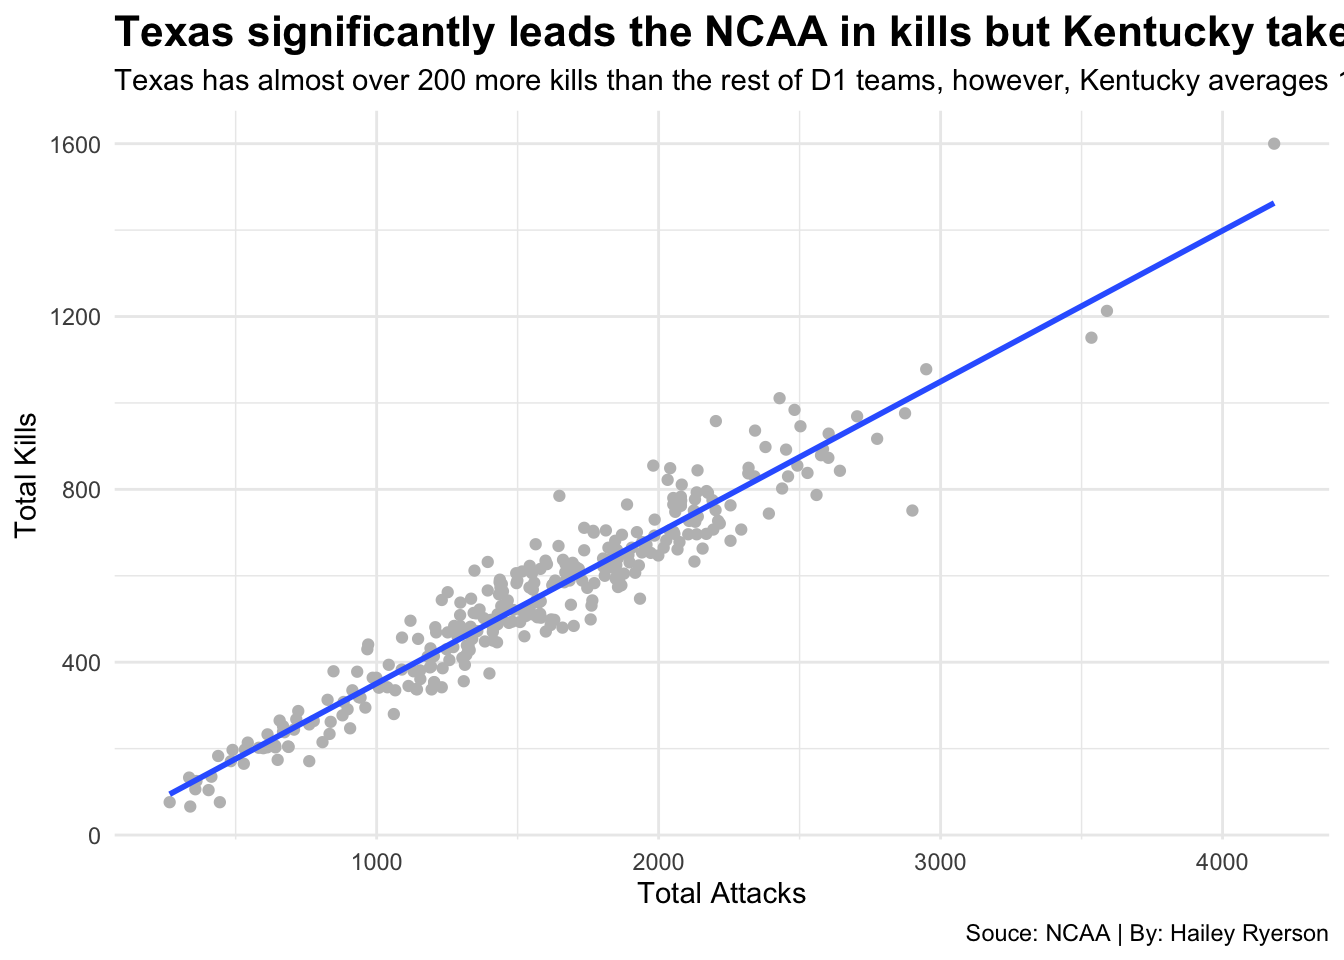 Texas significantly leads the NCAA in kills but Kentucky take
Texas has almost over 200 more kills than the rest of D1 teams, however, Kentucky averages
1600
1200
800
400
0
Total Kills
1000 2000 3000 4000
Total Attacks
Souce: NCAA | By: Hailey Ryerson